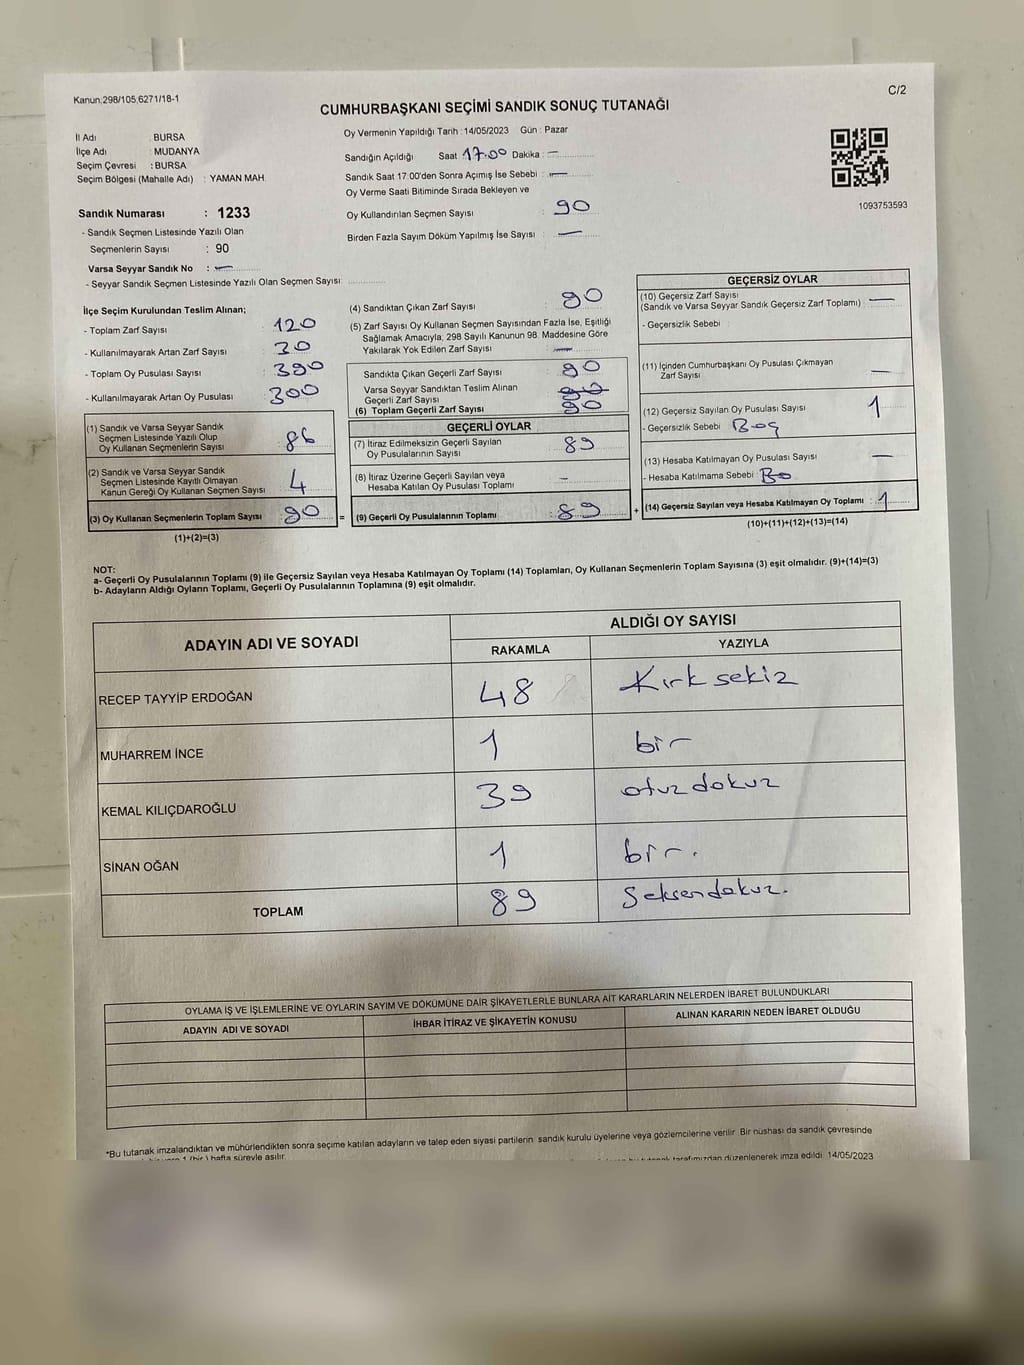 Kanun:298/105,6271/18-1
C/2
CUMHURBAŞKANI SEÇİMİ SANDIK SONUÇ TUTANAĞI
İl Adı : BURSA
İlçe Adı : MUDANYA
Seçim Çevresi : BURSA
Seçim Bölgesi (Mahalle Adı) : YAMAN MAH.
Sandık Numarası : 1233
- Sandık Seçmen Listesinde Yazılı Olan
Seçmenlerin Sayısı : 90
Varsa Seyyar Sandık No : —
- Seyyar Sandık Seçmen Listesinde Yazılı Olan Seçmen Sayısı:
Oy Vermenin Yapıldığı Tarih : 14/05/2023 Gün : Pazar
Sandığın Açıldığı Saat 17.00 Dakika : —
Sandık Saat 17:00'den Sonra Açımış İse Sebebi : —
Oy Verme Saati Bitiminde Sırada Bekleyen ve
Oy Kullandırılan Seçmen Sayısı : 90
Birden Fazla Sayım Döküm Yapılmış İse Sayısı : —
1093753593
İlçe Seçim Kurulundan Teslim Alınan;
- Toplam Zarf Sayısı : 120
- Kullanılmayarak Artan Zarf Sayısı : 30
- Toplam Oy Pusulası Sayısı : 390
- Kullanılmayarak Artan Oy Pusulası : 300
(1) Sandık ve Varsa Seyyar Sandık
Seçmen Listesinde Yazılı Olup
Oy Kullanan Seçmenlerin Sayısı : 86
(2) Sandık ve Varsa Seyyar Sandık
Seçmen Listesinde Kayıtlı Olmayan
Kanun Gereği Oy Kullanan Seçmen Sayısı : 4
(3) Oy Kullanan Seçmenlerin Toplam Sayısı : 90
(1)+(2)=(3)
=
(4) Sandıktan Çıkan Zarf Sayısı : 90
(5) Zarf Sayısı Oy Kullanan Seçmen Sayısından Fazla İse, Eşitliği
Sağlamak Amacıyla, 298 Sayılı Kanunun 98. Maddesine Göre
Yakılarak Yok Edilen Zarf Sayısı : —
Sandıkta Çıkan Geçerli Zarf Sayısı : 90
Varsa Seyyar Sandıktan Teslim Alınan
Geçerli Zarf Sayısı
(6) Toplam Geçerli Zarf Sayısı : 90
GEÇERLİ OYLAR
(7) İtiraz Edilmeksizin Geçerli Sayılan
Oy Pusulalarının Sayısı : 89
(8) İtiraz Üzerine Geçerli Sayılan veya
Hesaba Katılan Oy Pusulası Toplamı : —
(9) Geçerli Oy Pusulalarının Toplamı : 89
+
GEÇERSİZ OYLAR
(10) Geçersiz Zarf Sayısı
(Sandık ve Varsa Seyyar Sandık Geçersiz Zarf Toplamı) : —
- Geçersizlik Sebebi
(11) İçinden Cumhurbaşkanı Oy Pusulası Çıkmayan
Zarf Sayısı : —
(12) Geçersiz Sayılan Oy Pusulası Sayısı : 1
- Geçersizlik Sebebi
(13) Hesaba Katılmayan Oy Pusulası Sayısı : —
- Hesaba Katılmama Sebebi
(14) Geçersiz Sayılan veya Hesaba Katılmayan Oy Toplamı : 1
(10)+(11)+(12)+(13)=(14)
NOT:
a- Geçerli Oy Pusulalarının Toplamı (9) ile Geçersiz Sayılan veya Hesaba Katılmayan Oy Toplamı (14) Toplamları, Oy Kullanan Seçmenlerin Toplam Sayısına (3) eşit olmalıdır. (9)+(14)=(3)
b- Adayların Aldığı Oyların Toplamı, Geçerli Oy Pusulalarının Toplamına (9) eşit olmalıdır.
ADAYIN ADI VE SOYADI
ALDIĞI OY SAYISI
RAKAMLA YAZIYLA
RECEP TAYYİP ERDOĞAN 48 Kırk sekiz
MUHARREM İNCE 1 bir
KEMAL KILIÇDAROĞLU 39 otuz dokuz
SİNAN OĞAN 1 bir.
TOPLAM 89 Seksendokuz.
OYLAMA İŞ VE İŞLEMLERİNE VE OYLARIN SAYIM VE DÖKÜMÜNE DAİR ŞİKAYETLERLE BUNLARA AİT KARARLARIN NELERDEN İBARET BULUNDUKLARI
ADAYIN ADI VE SOYADI İHBAR İTİRAZ VE ŞİKAYETİN KONUSU ALINAN KARARIN NEDEN İBARET OLDUĞU
*Bu tutanak imzalandıktan ve mühürlendikten sonra seçime katılan adayların ve talep eden siyasi partilerin sandık kurulu üyelerine veya gözlemcilerine verilir. Bir nüshası da sandık çevresinde
1 (bir) hafta süreyle asılır.
tarafımızdan düzenlenerek imza edildi. 14/05/2023